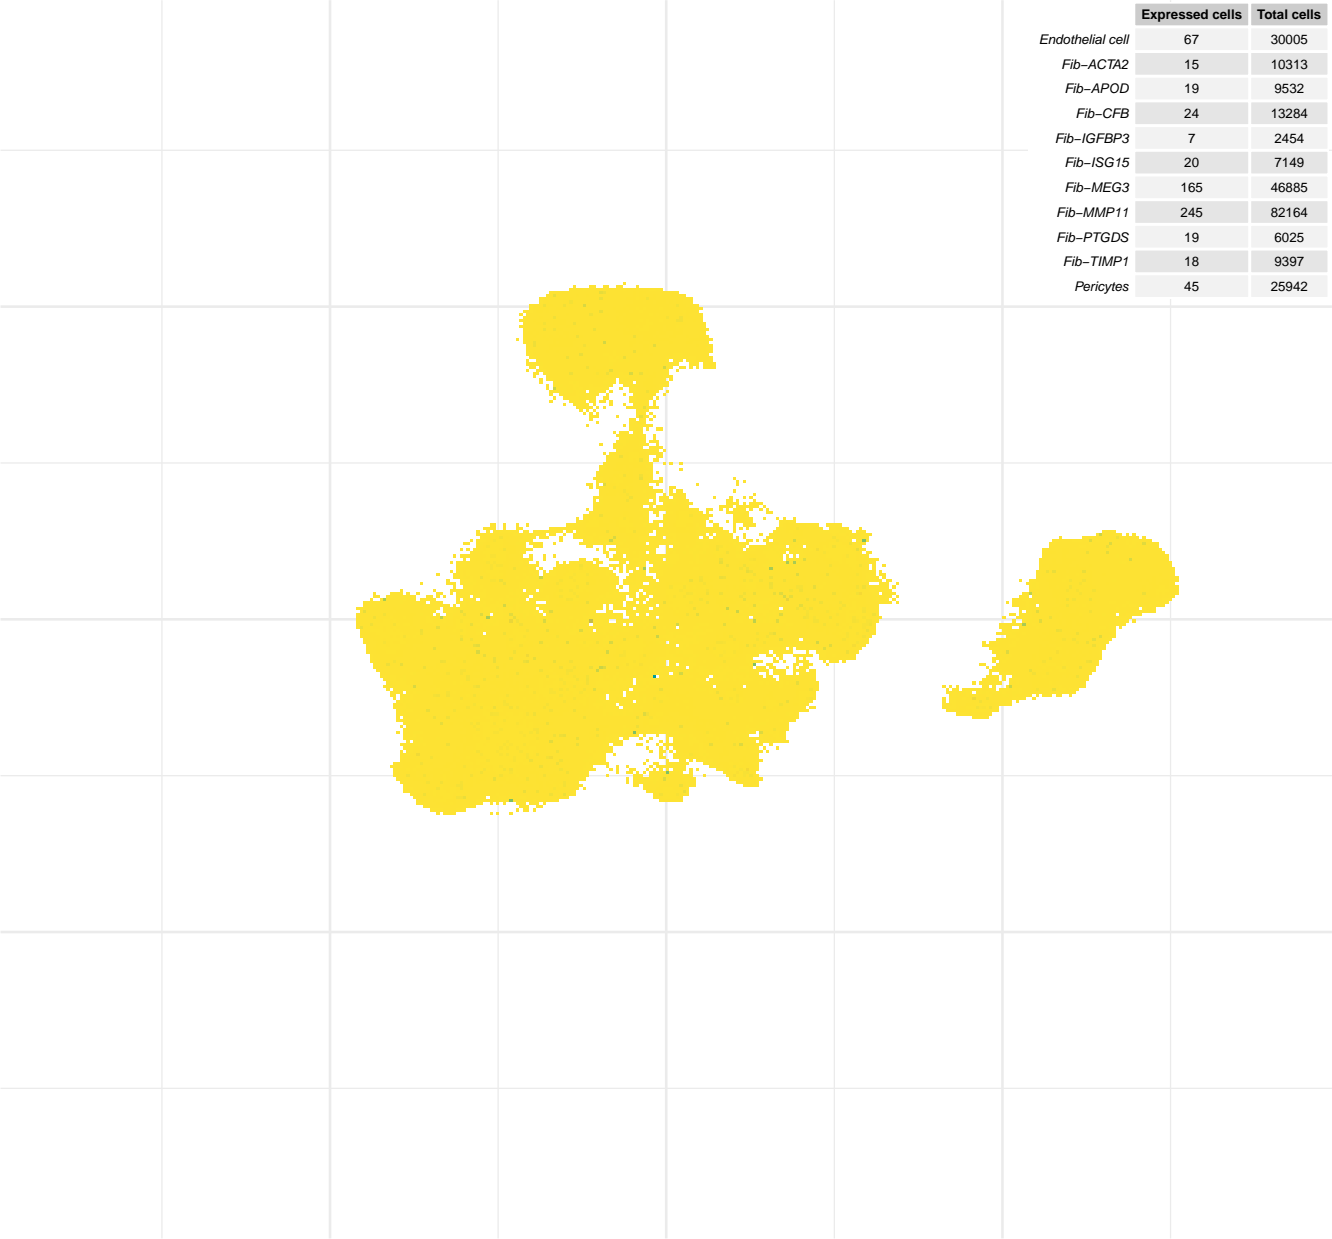 Expressed cells Total cells
Endothelial cell 67 30005
Fib−ACTA2 15 10313
Fib−APOD 19 9532
Fib−CFB 24 13284
Fib−IGFBP3 7 2454
Fib−ISG15 20 7149
Fib−MEG3 165 46885
Fib−MMP11 245 82164
Fib−PTGDS 19 6025
Fib−TIMP1 18 9397
Pericytes 45 25942